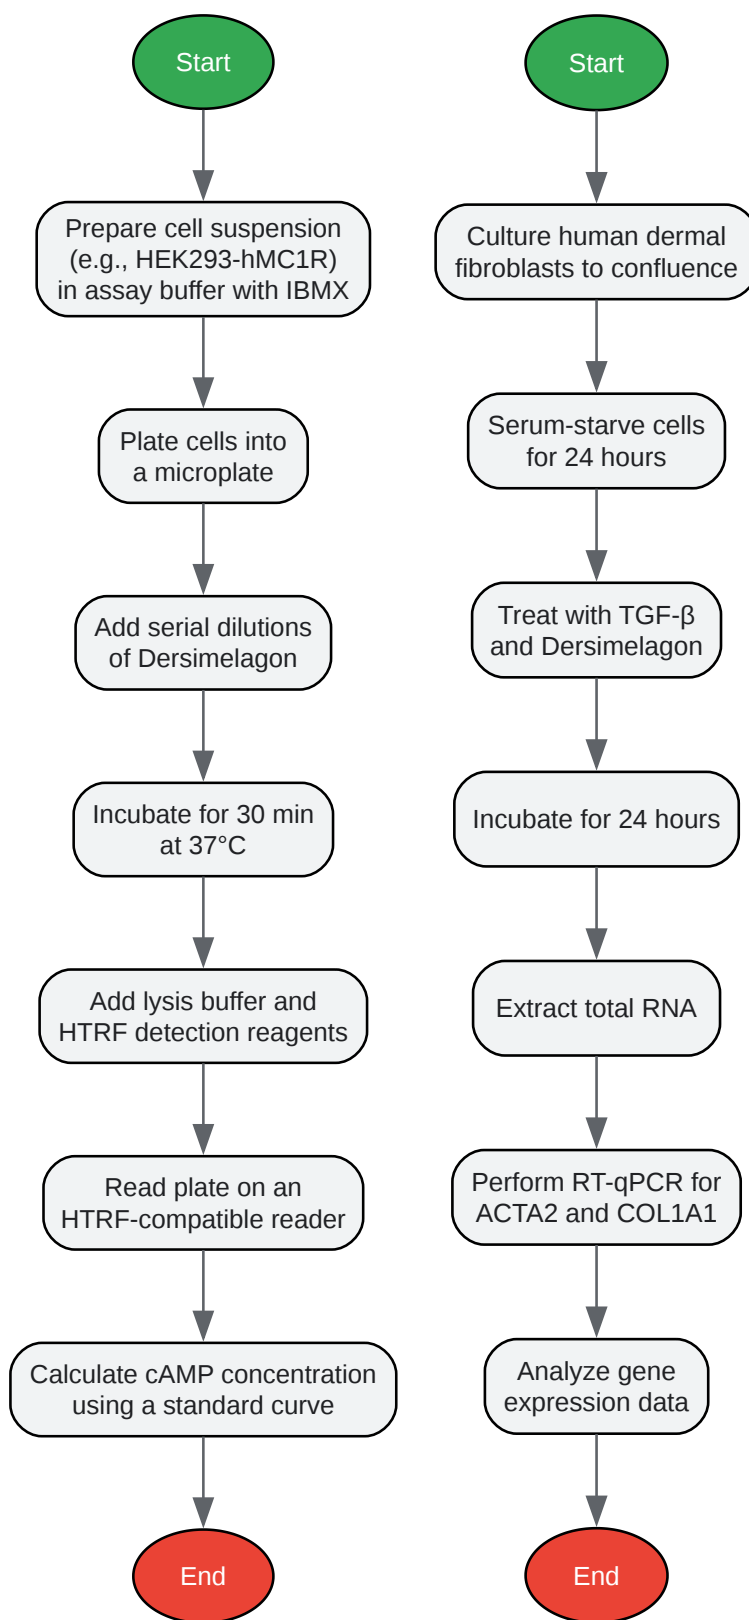 Start
Prepare cell suspension
(e.g., HEK293-hMC1R)
in assay buffer with IBMX
Plate cells into
a microplate
Add serial dilutions
of Dersimelagon
Incubate for 30 min
at 37°C
Add lysis buffer and
HTRF detection reagents
Read plate on an
HTRF-compatible reader
Calculate cAMP concentration
using a standard curve
End
Start
Culture human dermal
fibroblasts to confluence
Serum-starve cells
for 24 hours
Treat with TGF-β
and Dersimelagon
Incubate for 24 hours
Extract total RNA
Perform RT-qPCR for
ACTA2 and COL1A1
Analyze gene
expression data
End